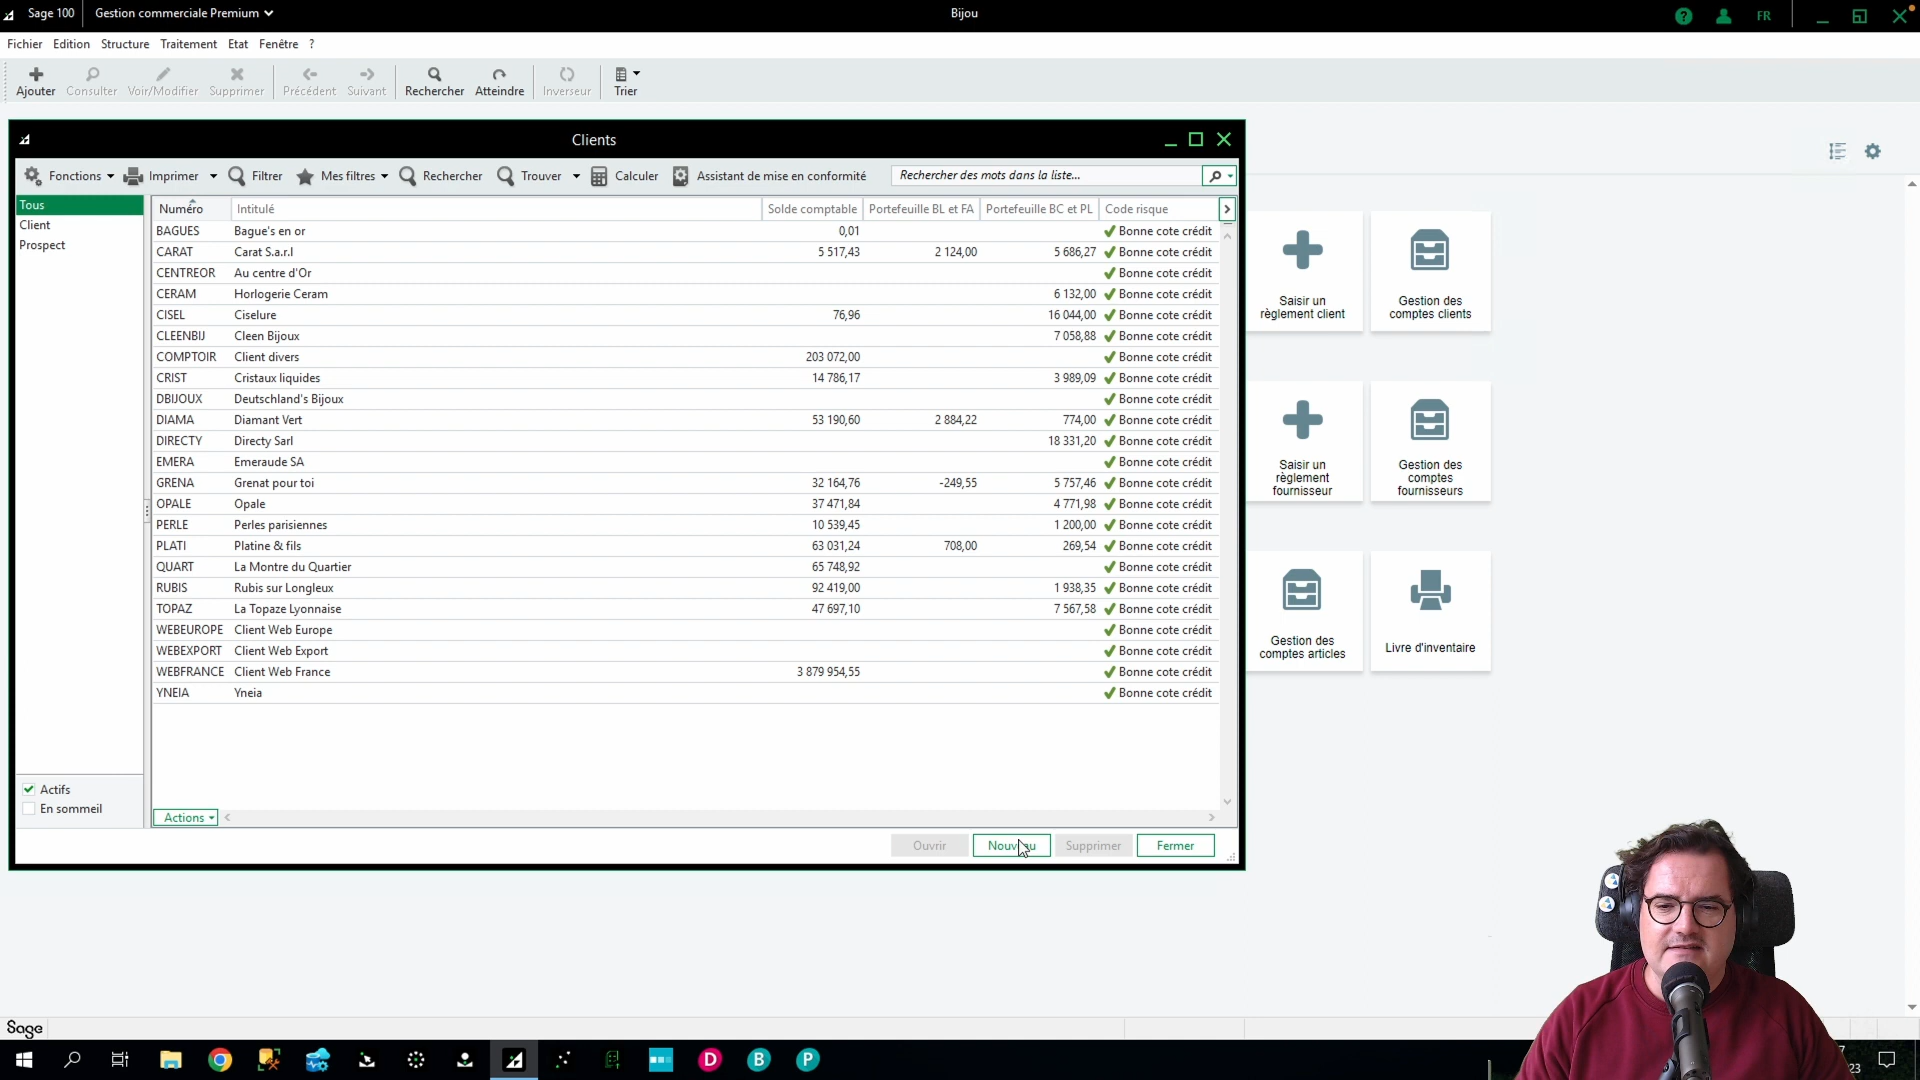 Sage 100 Gestion commerciale Premium Bijou FR
Fichier Edition Structure Traitement Etat Fenêtre ?
Ajouter Consulter Voir/Modifier Supprimer Précédent Suivant Rechercher Atteindre Inverseur Trier
Clients
Fonctions Imprimer Filtrer Mes filtres Rechercher Trouver Calculer Assistant de mise en conformité Rechercher des mots dans la liste...
Tous
Client
Prospect
Numéro Intitulé Solde comptable Portefeuille BL et FA Portefeuille BC et PL Code risque
BAGUES Bague's en or 0,01 Bonne cote crédit
CARAT Carat S.a.r.l 5 517,43 2 124,00 5 686,27 Bonne cote crédit
CENTREOR Au centre d'Or Bonne cote crédit
CERAM Horlogerie Ceram 6 132,00 Bonne cote crédit
CISEL Ciselure 76,96 16 044,00 Bonne cote crédit
CLEENBIJ Cleen Bijoux 7 058,88 Bonne cote crédit
COMPTOIR Client divers 203 072,00 Bonne cote crédit
CRIST Cristaux liquides 14 786,17 3 989,09 Bonne cote crédit
DBIJOUX Deutschland's Bijoux Bonne cote crédit
DIAMA Diamant Vert 53 190,60 2 884,22 774,00 Bonne cote crédit
DIRECTY Directy Sarl 18 331,20 Bonne cote crédit
EMERA Emeraude SA Bonne cote crédit
GRENA Grenat pour toi 32 164,76 -249,55 5 757,46 Bonne cote crédit
OPALE Opale 37 471,84 4 771,98 Bonne cote crédit
PERLE Perles parisiennes 10 539,45 1 200,00 Bonne cote crédit
PLATI Platine & fils 63 031,24 708,00 269,54 Bonne cote crédit
QUART La Montre du Quartier 65 748,92 Bonne cote crédit
RUBIS Rubis sur Longleux 92 419,00 1 938,35 Bonne cote crédit
TOPAZ La Topaze Lyonnaise 47 697,10 7 567,58 Bonne cote crédit
WEBEUROPE Client Web Europe Bonne cote crédit
WEBEXPORT Client Web Export Bonne cote crédit
WEBFRANCE Client Web France 3 879 954,55 Bonne cote crédit
YNEIA Yneia Bonne cote crédit
Actifs
En sommeil
Actions
Ouvrir Nouveau Supprimer Fermer
Saisir un
règlement client
Gestion des
comptes clients
Saisir un
règlement
fournisseur
Gestion des
comptes
fournisseurs
Gestion des
comptes articles
Livre d'inventaire
Sage
D B P
23